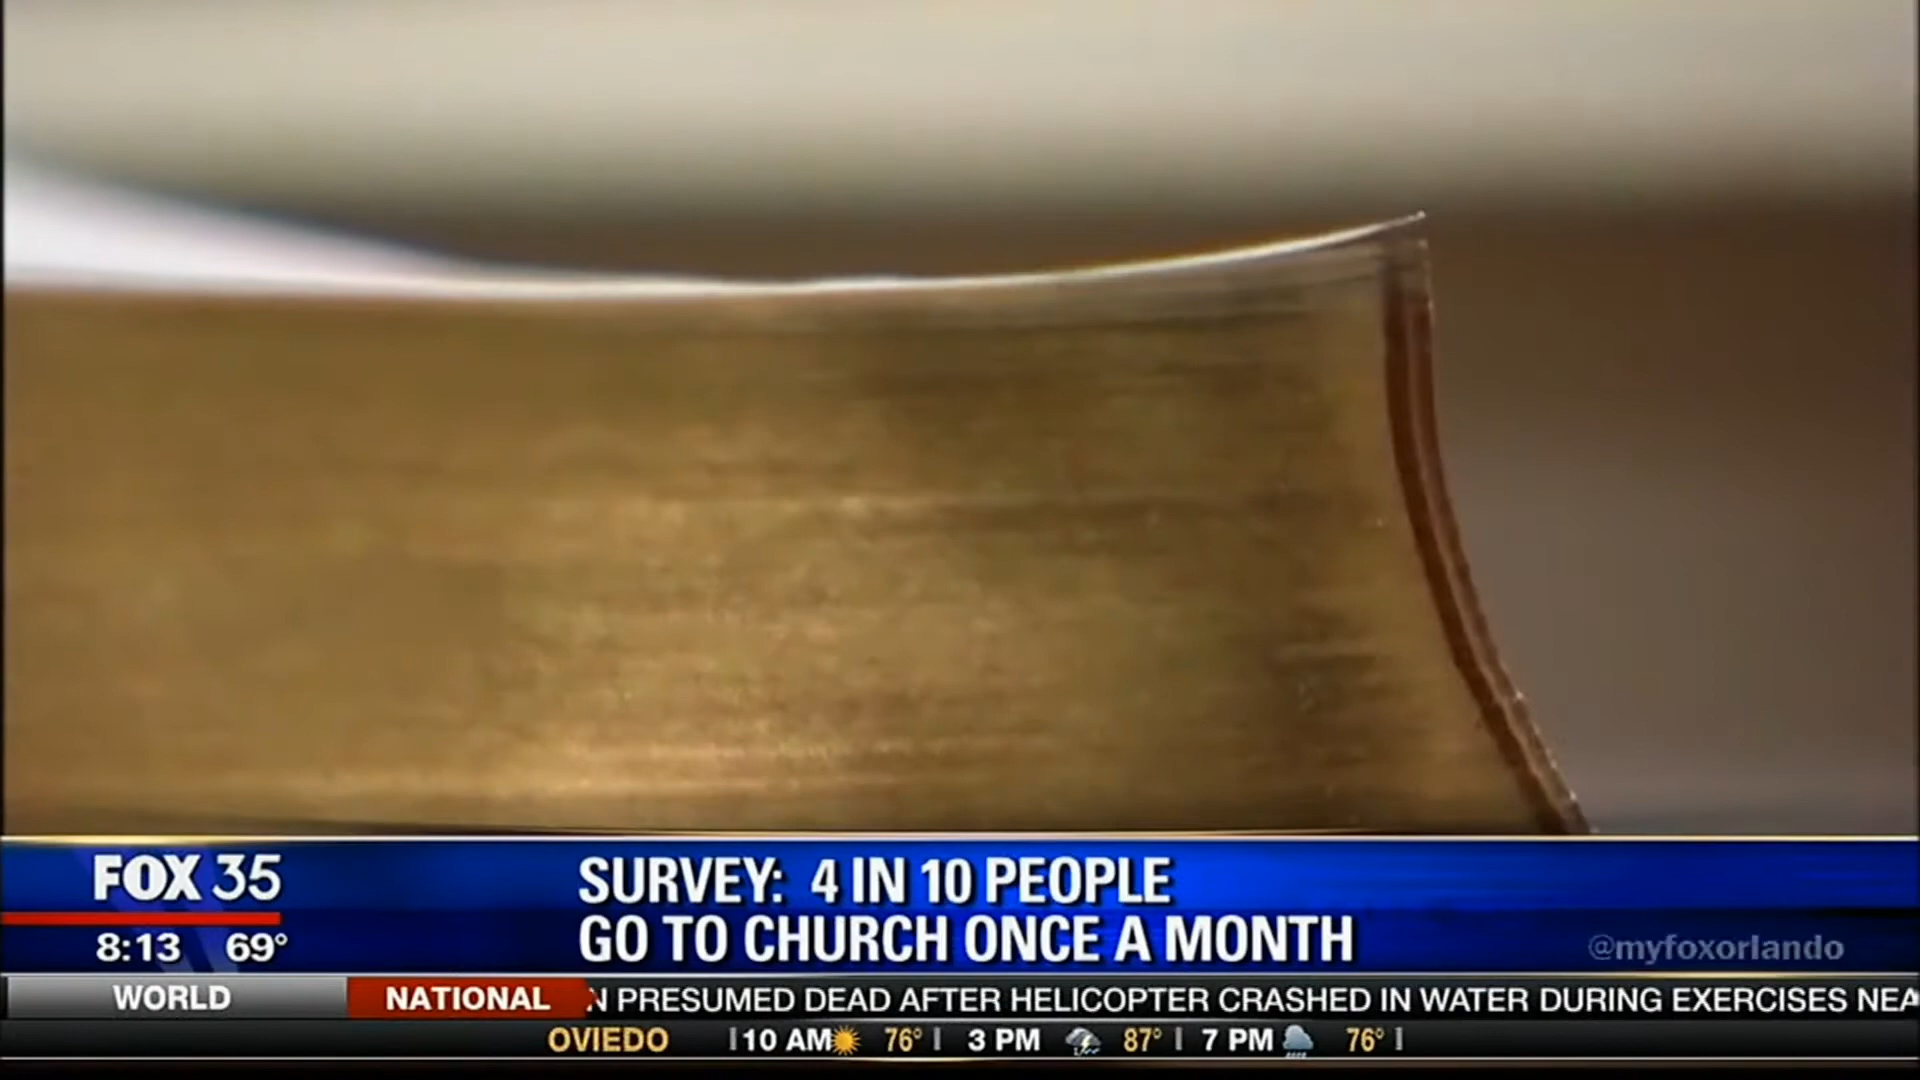 FOX 35
8:13 69°
SURVEY: 4 IN 10 PEOPLE
GO TO CHURCH ONCE A MONTH
@myfoxorlando
WORLD NATIONAL N PRESUMED DEAD AFTER HELICOPTER CRASHED IN WATER DURING EXERCISES NEA
OVIEDO 10 AM 76° 3 PM 87° 7 PM 76°